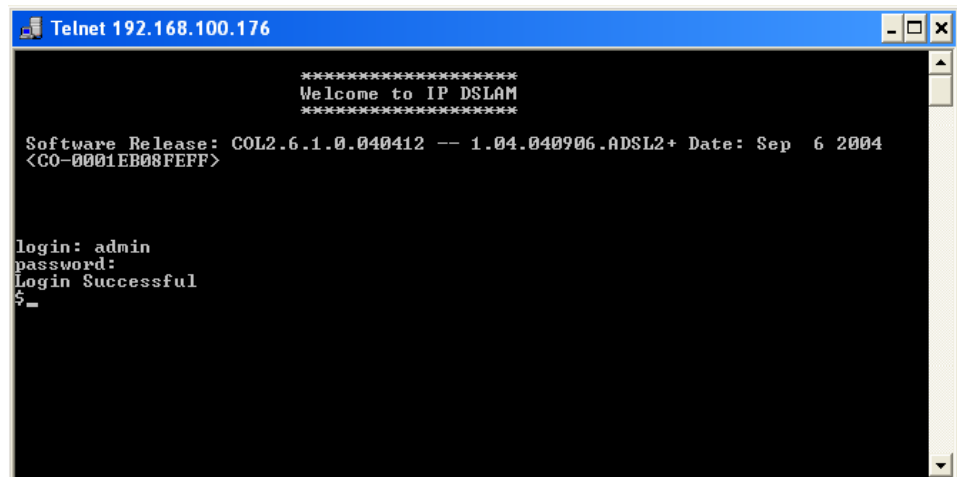 Telnet 192.168.100.176
*******************
Welcome to IP DSLAM
*******************
Software Release: COL2.6.1.0.040412 -- 1.04.040906.ADSL2+ Date: Sep  6 2004
<CO-0001EB08FEFF>
login: admin
password:
Login Successful
$_